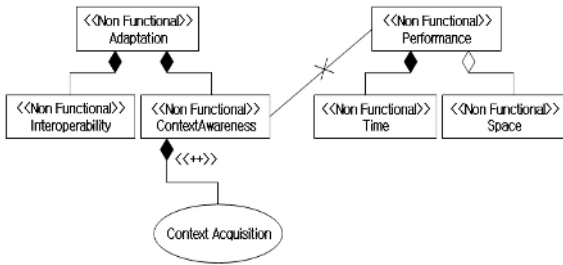 <<Non Functional>>
Adaptation
<<Non Functional>>
Performance
<<Non Functional>>
Interoperability
<<Non Functional>>
ContextAwareness
<<Non Functional>>
Time
<<Non Functional>>
Space
<<++>>
Context Acquisition